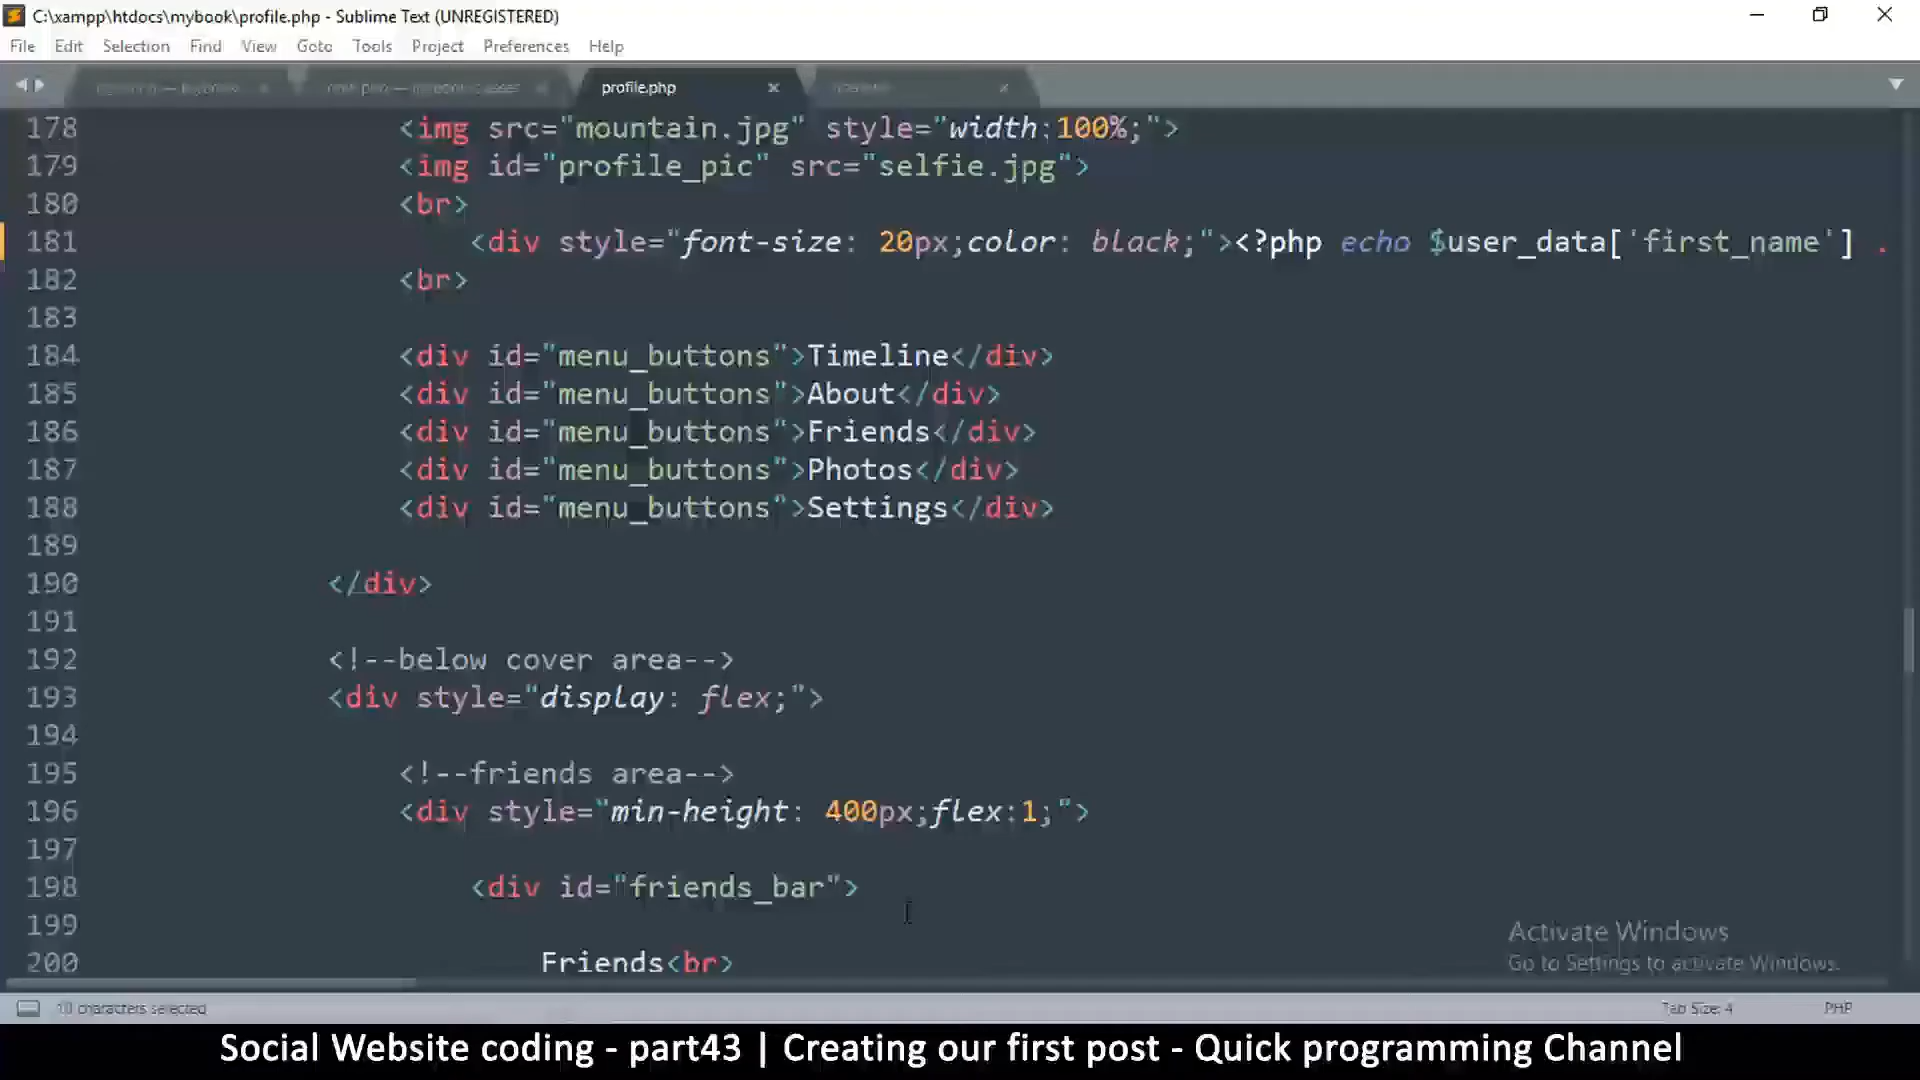 C:\xampp\htdocs\mybook\profile.php - Sublime Text (UNREGISTERED)
File Edit Selection Find View Goto Tools Project Preferences Help
profile.php
178 <img src="mountain.jpg" style="width:100%;">
179 <img id="profile_pic" src="selfie.jpg">
180 <br>
181 <div style="font-size: 20px;color: black;"><?php echo $user_data['first_name'] .
182 <br>
183
184 <div id="menu_buttons">Timeline</div>
185 <div id="menu_buttons">About</div>
186 <div id="menu_buttons">Friends</div>
187 <div id="menu_buttons">Photos</div>
188 <div id="menu_buttons">Settings</div>
189
190 </div>
191
192 <!--below cover area-->
193 <div style="display: flex;">
194
195 <!--friends area-->
196 <div style="min-height: 400px;flex:1;">
197
198 <div id="friends_bar">
199
200 Friends<br>
Activate Windows
Go to Settings to activate Windows.
10 characters selected Tab Size: 4 PHP
Social Website coding - part43 | Creating our first post - Quick programming Channel